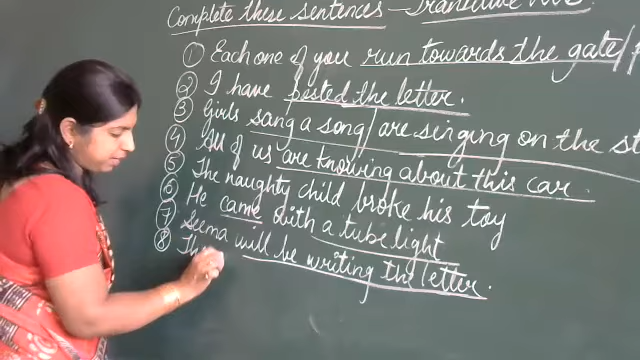 Complete these sentences - Transitive
① Each one of you run towards the gate/
② I have posted the letter.
③ Girls sang a song/are singing on the
④ All of us are knowing about this car.
⑤ The naughty child broke his toy
⑥ He came with a tubelight
⑦ Seema will be writing the letter.
⑧